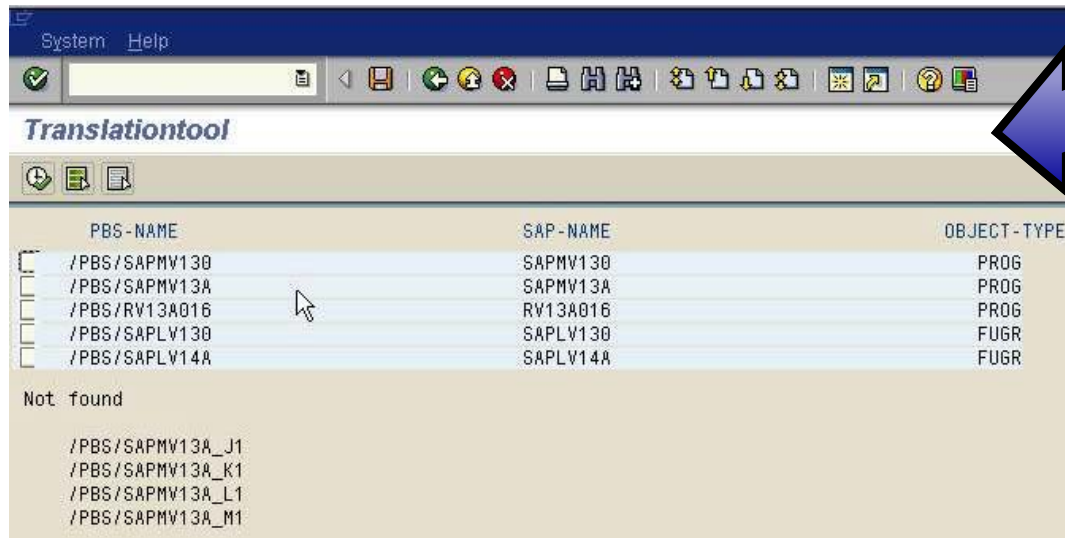 System Help
Translationtool
PBS-NAME SAP-NAME OBJECT-TYPE
/PBS/SAPMV130 SAPMV130 PROG
/PBS/SAPMV13A SAPMV13A PROG
/PBS/RV13A016 RV13A016 PROG
/PBS/SAPLV130 SAPLV130 FUGR
/PBS/SAPLV14A SAPLV14A FUGR
Not found
/PBS/SAPMV13A_J1
/PBS/SAPMV13A_K1
/PBS/SAPMV13A_L1
/PBS/SAPMV13A_M1